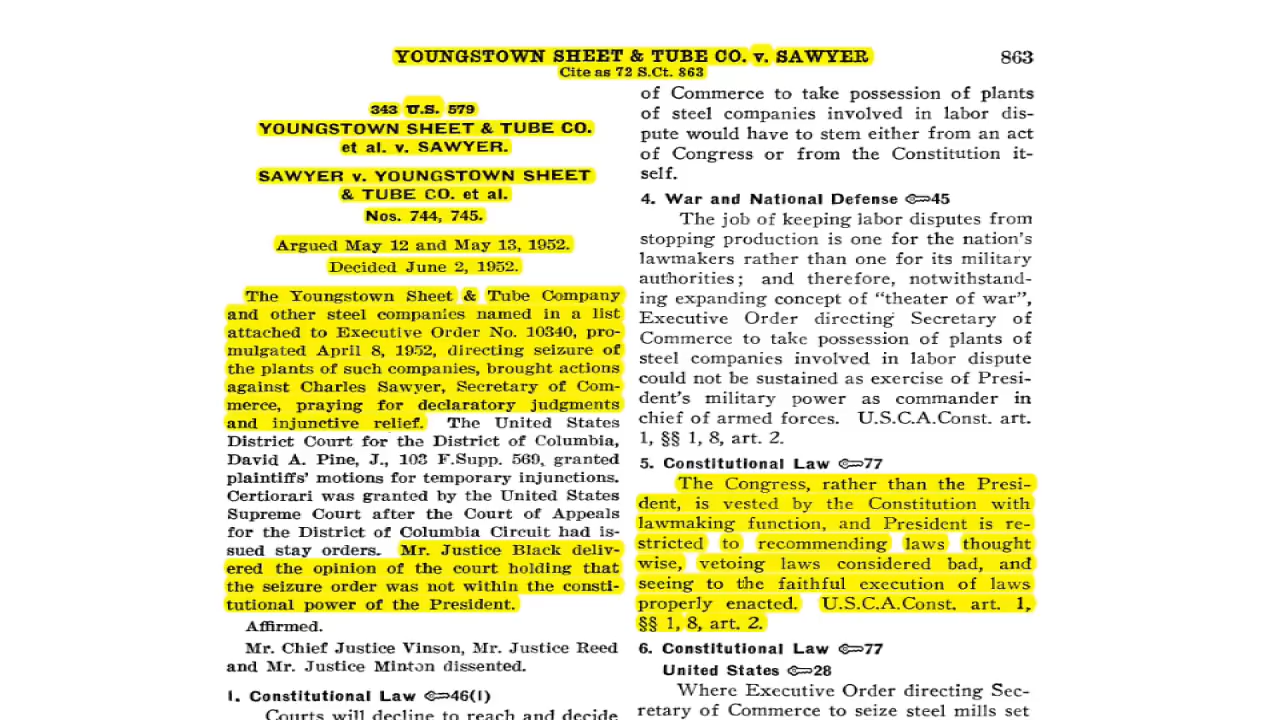 YOUNGSTOWN SHEET & TUBE CO. v. SAWYER 863
Cite as 72 S.Ct. 863
343 U.S. 579
YOUNGSTOWN SHEET & TUBE CO.
et al. v. SAWYER.
SAWYER v. YOUNGSTOWN SHEET
& TUBE CO. et al.
Nos. 744, 745.
Argued May 12 and May 13, 1952.
Decided June 2, 1952.
The Youngstown Sheet & Tube Company
and other steel companies named in a list
attached to Executive Order No. 10340, pro-
mulgated April 8, 1952, directing seizure of
the plants of such companies, brought actions
against Charles Sawyer, Secretary of Com-
merce, praying for declaratory judgments
and injunctive relief. The United States
District Court for the District of Columbia,
David A. Pine, J., 103 F.Supp. 569, granted
plaintiffs' motions for temporary injunctions.
Certiorari was granted by the United States
Supreme Court after the Court of Appeals
for the District of Columbia Circuit had is-
sued stay orders. Mr. Justice Black deliv-
ered the opinion of the court holding that
the seizure order was not within the consti-
tutional power of the President.
Affirmed.
Mr. Chief Justice Vinson, Mr. Justice Reed
and Mr. Justice Minton dissented.
1. Constitutional Law 46(1)
Courts will decline to reach and decide
of Commerce to take possession of plants
of steel companies involved in labor dis-
pute would have to stem either from an act
of Congress or from the Constitution it-
self.
4. War and National Defense 45
The job of keeping labor disputes from
stopping production is one for the nation's
lawmakers rather than one for its military
authorities; and therefore, notwithstand-
ing expanding concept of "theater of war",
Executive Order directing Secretary of
Commerce to take possession of plants of
steel companies involved in labor dispute
could not be sustained as exercise of Presi-
dent's military power as commander in
chief of armed forces. U.S.C.A.Const. art.
1, §§ 1, 8, art. 2.
5. Constitutional Law 77
The Congress, rather than the Presi-
dent, is vested by the Constitution with
lawmaking function, and President is re-
stricted to recommending laws thought
wise, vetoing laws considered bad, and
seeing to the faithful execution of laws
properly enacted. U.S.C.A.Const. art. 1,
§§ 1, 8, art. 2.
6. Constitutional Law 77
United States 28
Where Executive Order directing Sec-
retary of Commerce to seize steel mills set